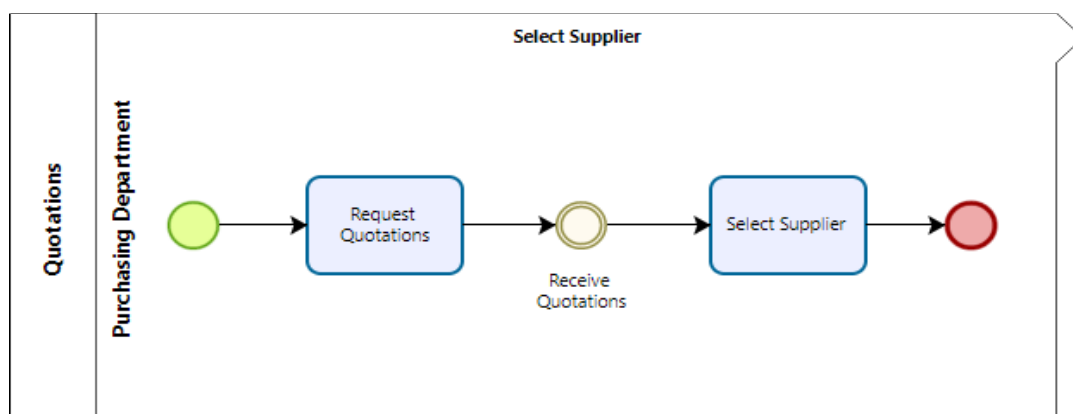 Select Supplier
Quotations
Purchasing Department
Request
Quotations
Receive
Quotations
Select Supplier